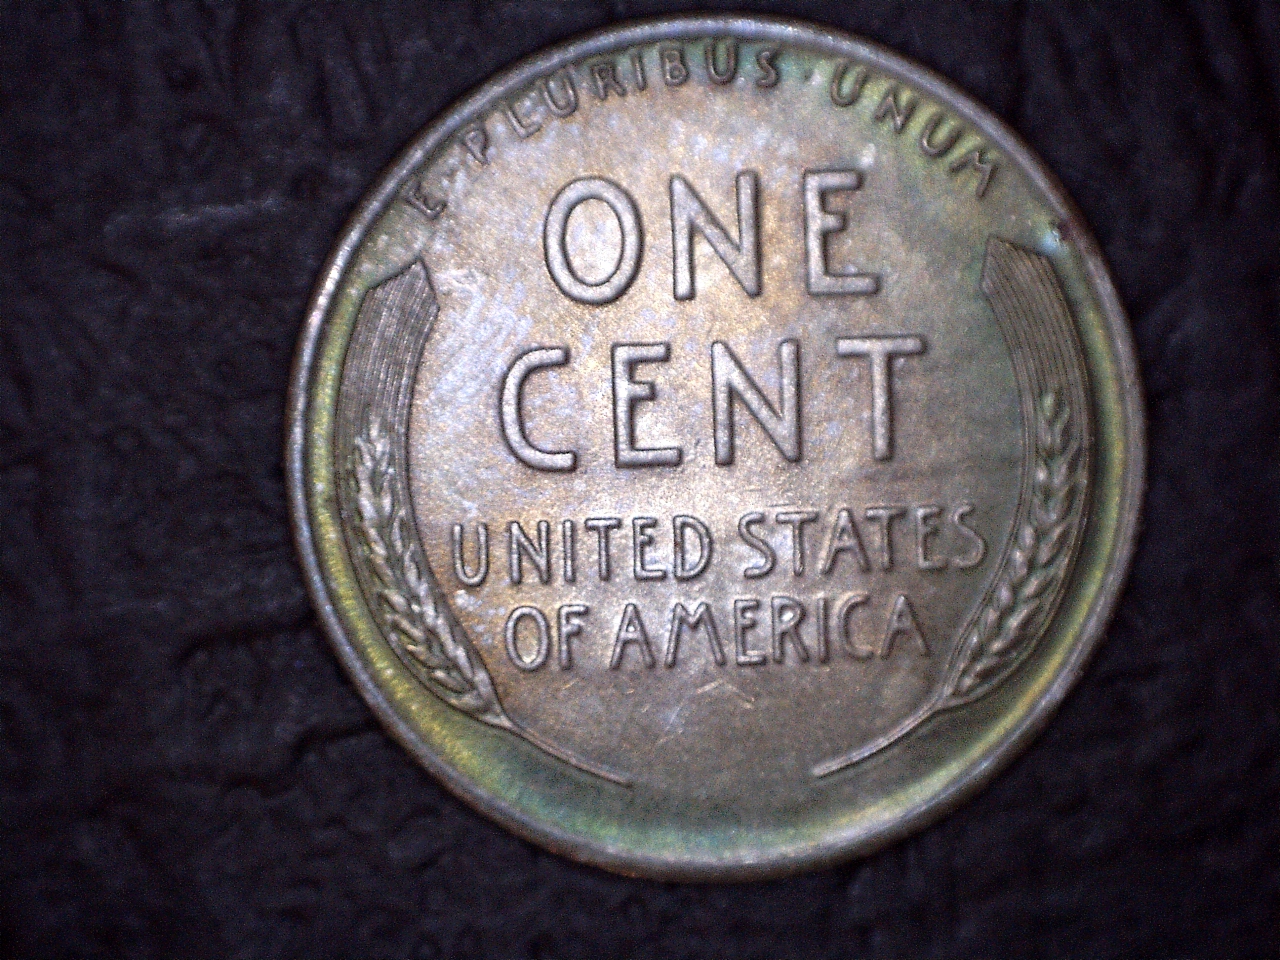 E · PLURIBUS · UNUM
ONE
CENT
UNITED STATES
OF AMERICA